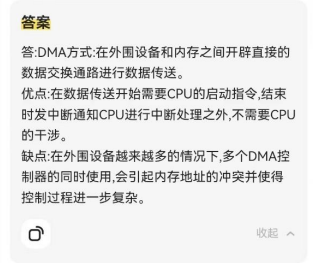 答案
答:DMA方式:在外围设备和内存之间开辟直接的
数据交换通路进行数据传送。
优点:在数据传送开始需要CPU的启动指令,结束
时发中断通知CPU进行中断处理之外,不需要CPU
的干涉。
缺点:在外围设备越来越多的情况下,多个DMA控
制器的同时使用,会引起内存地址的冲突并使得
控制过程进一步复杂。
收起